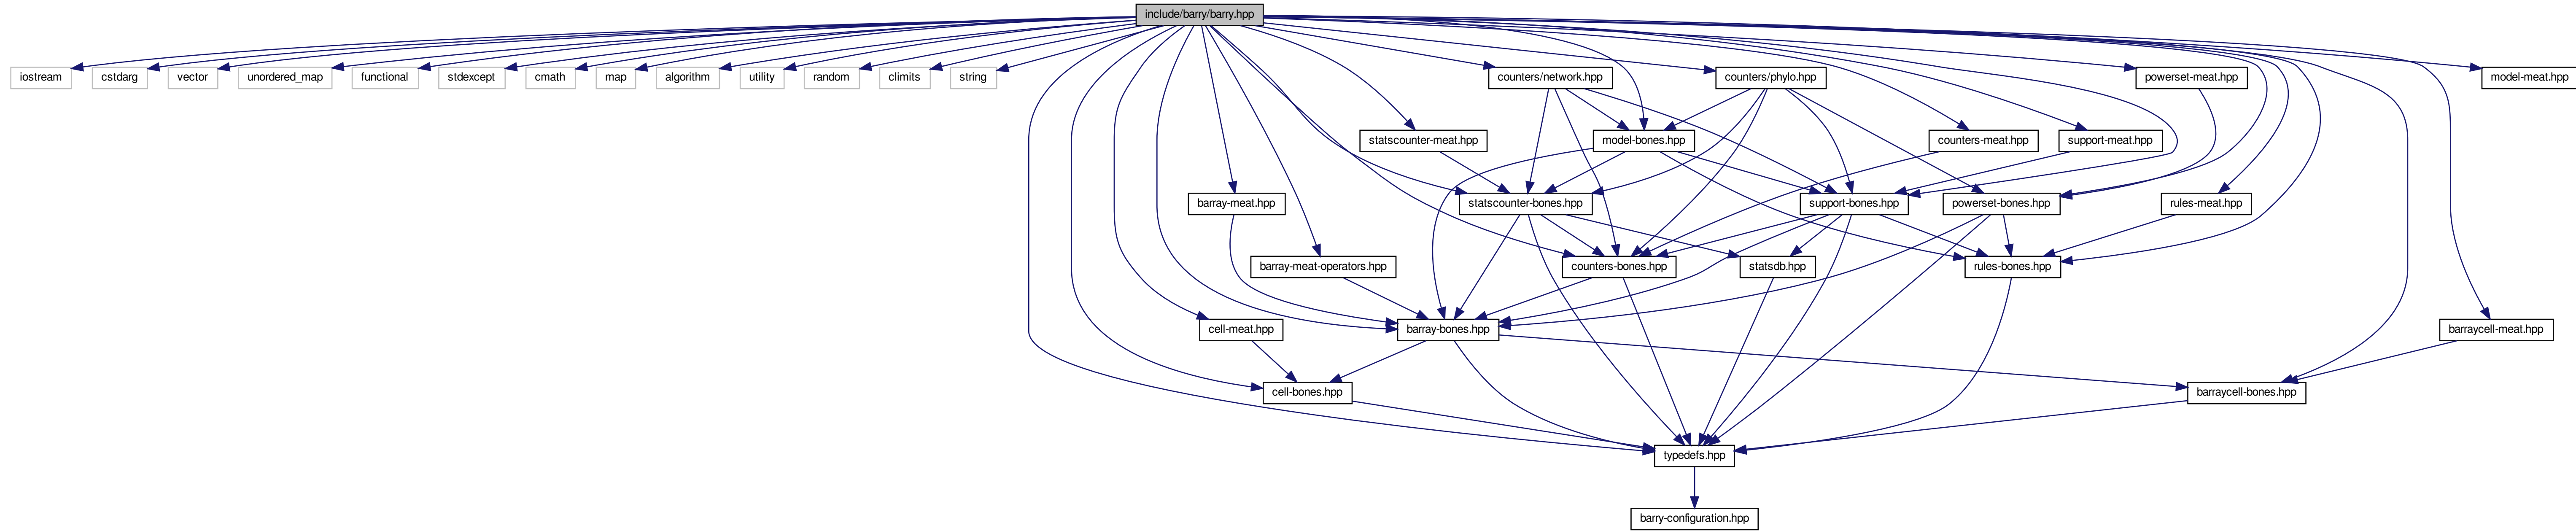 include/barry/barry.hpp
iostream
cstdarg
vector
unordered_map
functional
stdexcept
cmath
map
algorithm
utility
random
climits
string
counters/network.hpp
counters/phylo.hpp
powerset-meat.hpp
model-meat.hpp
statscounter-meat.hpp
model-bones.hpp
counters-meat.hpp
support-meat.hpp
barray-meat.hpp
statscounter-bones.hpp
support-bones.hpp
powerset-bones.hpp
rules-meat.hpp
barray-meat-operators.hpp
counters-bones.hpp
statsdb.hpp
rules-bones.hpp
cell-meat.hpp
barray-bones.hpp
barraycell-meat.hpp
cell-bones.hpp
barraycell-bones.hpp
typedefs.hpp
barry-configuration.hpp